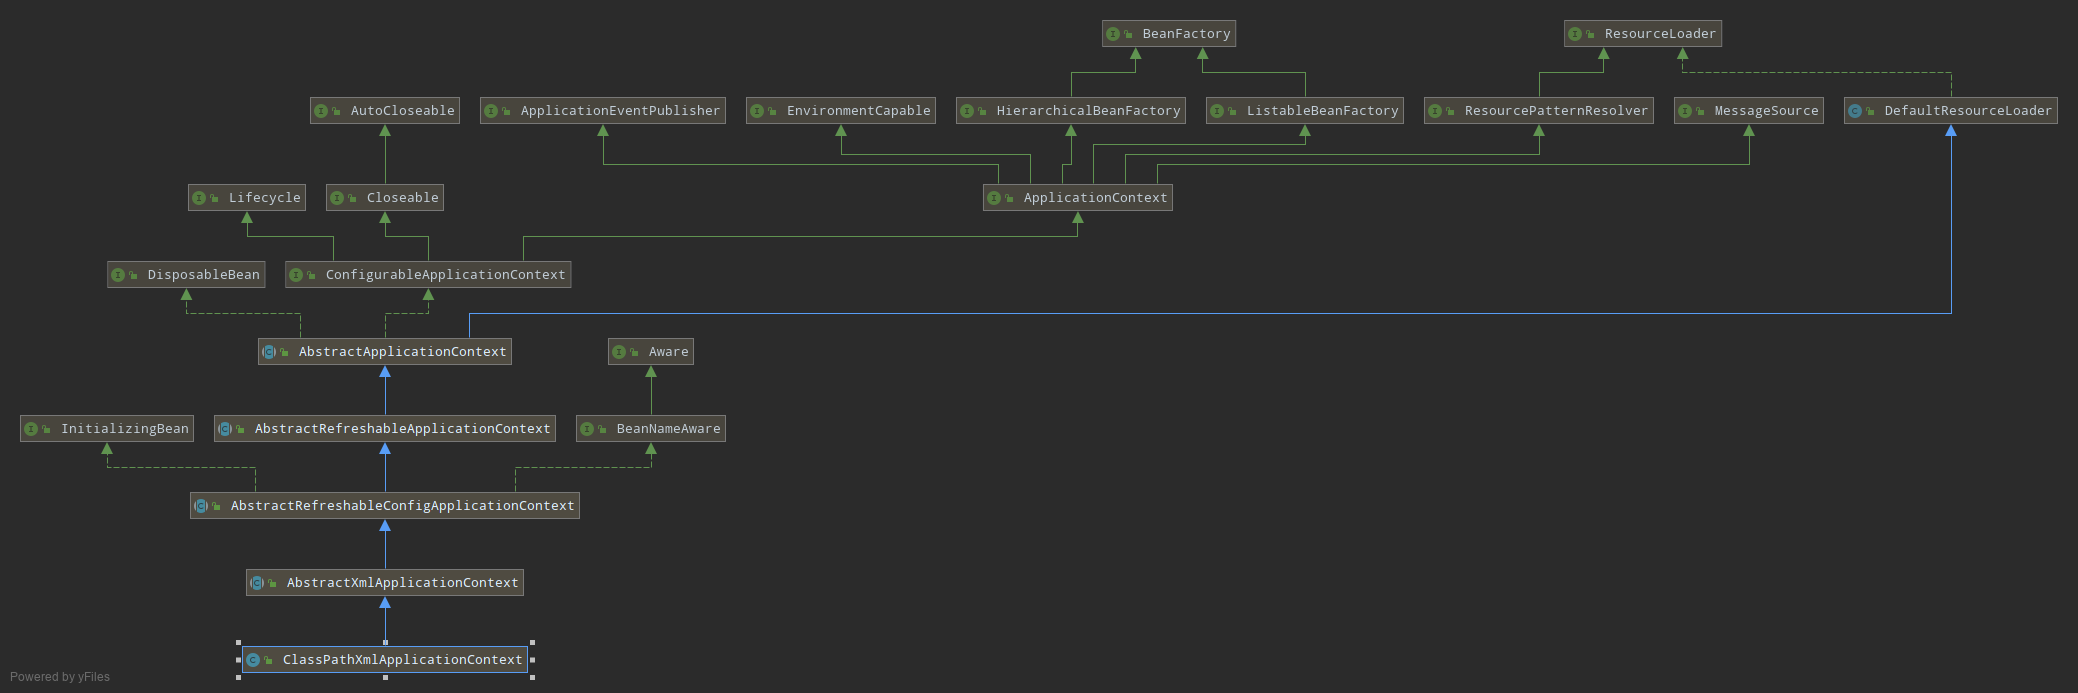 BeanFactory
ResourceLoader
AutoCloseable
ApplicationEventPublisher
EnvironmentCapable
HierarchicalBeanFactory
ListableBeanFactory
ResourcePatternResolver
MessageSource
DefaultResourceLoader
Lifecycle
Closeable
ApplicationContext
DisposableBean
ConfigurableApplicationContext
AbstractApplicationContext
Aware
InitializingBean
AbstractRefreshableApplicationContext
BeanNameAware
AbstractRefreshableConfigApplicationContext
AbstractXmlApplicationContext
ClassPathXmlApplicationContext
Powered by yFiles